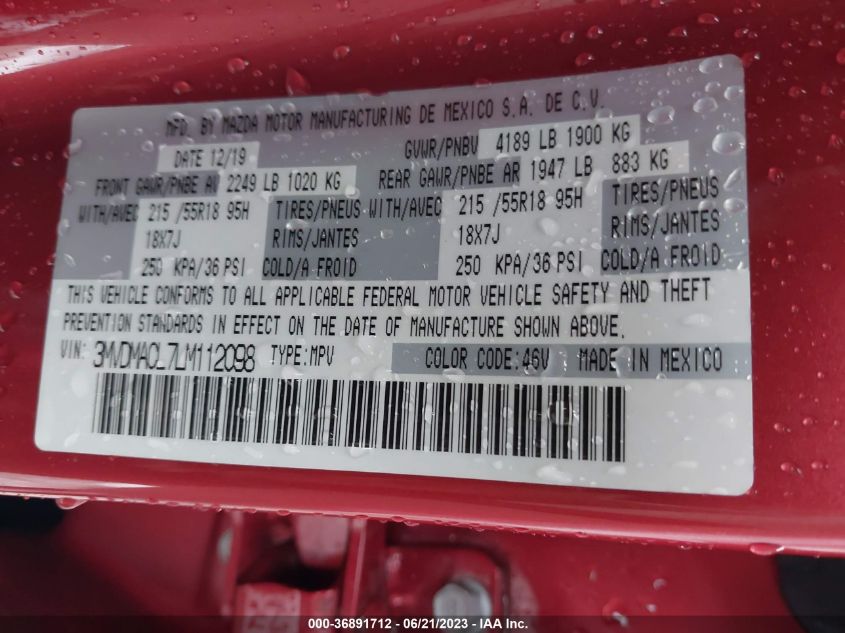 MFD. BY MAZDA MOTOR MANUFACTURING DE MEXICO S.A. DE C.V.
DATE 12/19 GVWR/PNBV 4189 LB 1900 KG
FRONT GAWR/PNBE AV 2249 LB 1020 KG REAR GAWR/PNBE AR 1947 LB 883 KG
WITH/AVEC 215 /55R18 95H TIRES/PNEUS WITH/AVEC 215 /55R18 95H TIRES/PNEUS
18X7J RIMS/JANTES 18X7J RIMS/JANTES
250 KPA/36 PSI COLD/A FROID 250 KPA/36 PSI COLD/A FROID
THIS VEHICLE CONFORMS TO ALL APPLICABLE FEDERAL MOTOR VEHICLE SAFETY AND THEFT
PREVENTION STANDARDS IN EFFECT ON THE DATE OF MANUFACTURE SHOWN ABOVE.
VIN: 3MVDMACL7LM112098 TYPE:MPV COLOR CODE:46V MADE IN MEXICO
000 - 36891712 - 06/21/2023 - IAA Inc.